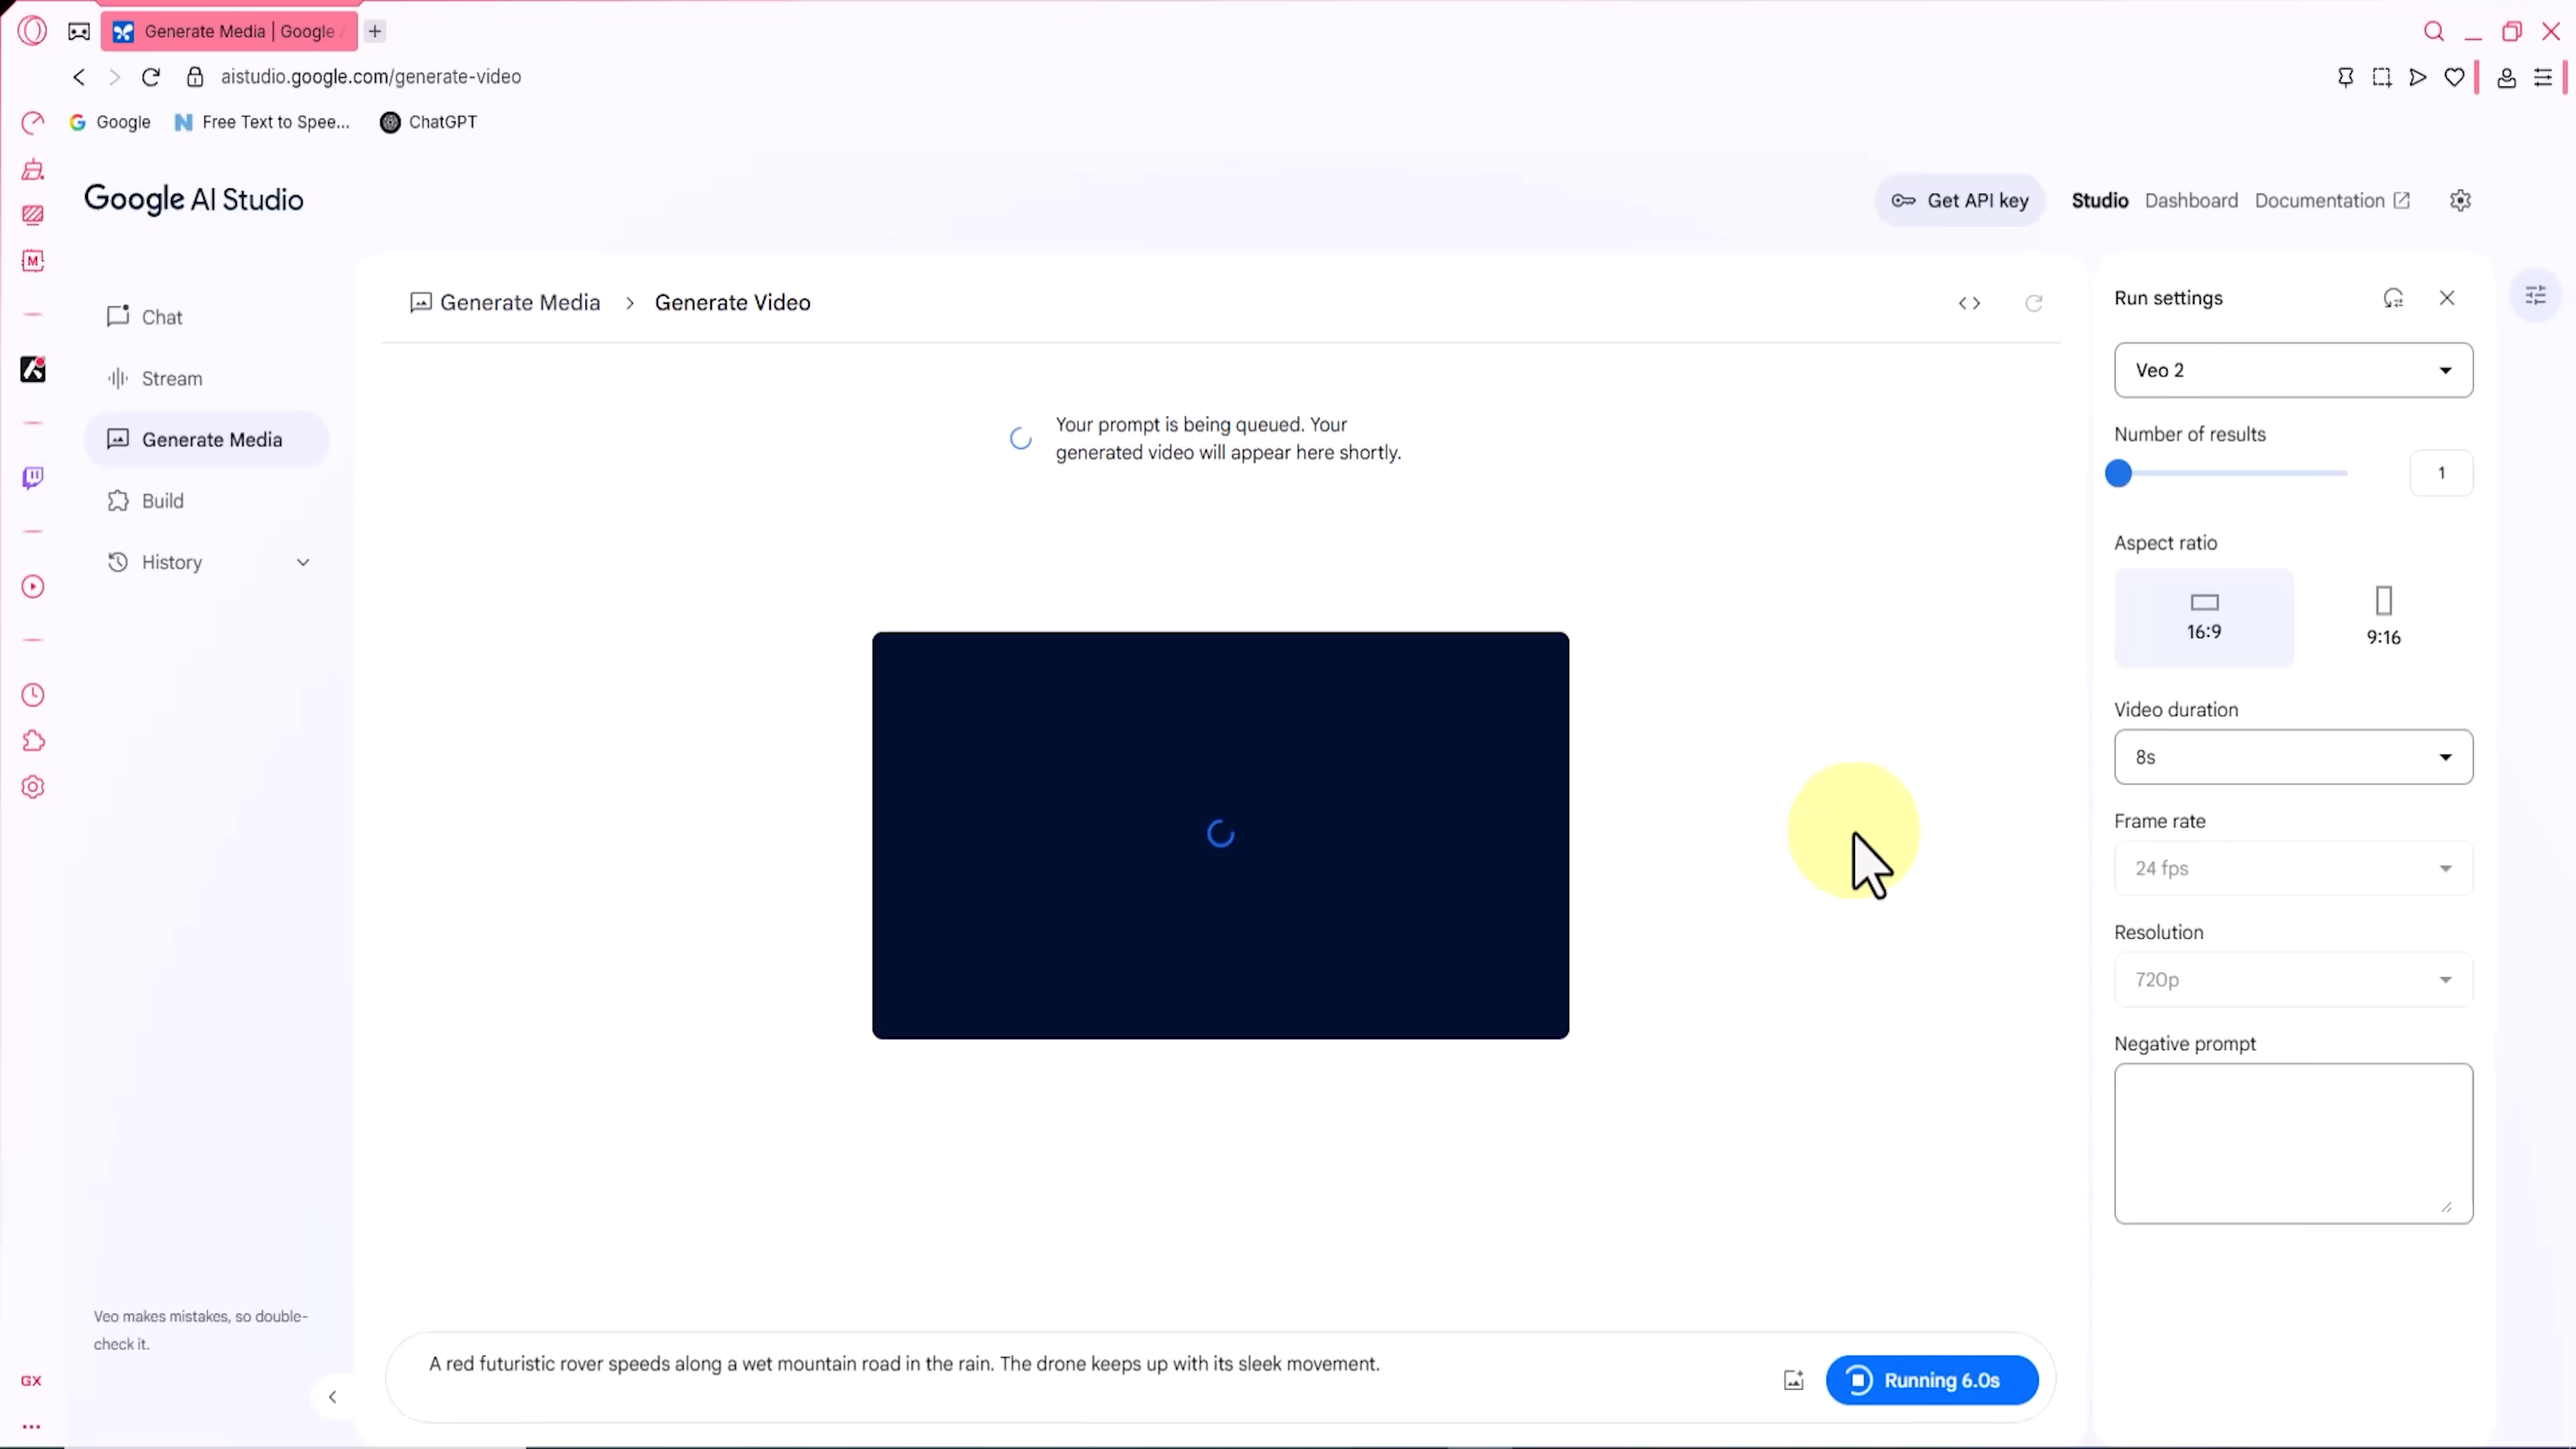 Generate Media | Google
aistudio.google.com/generate-video
Google
Free Text to Spee...
ChatGPT
Google AI Studio
Get API key
Studio
Dashboard
Documentation
Chat
Stream
Generate Media
Build
History
Generate Media > Generate Video
Your prompt is being queued. Your
generated video will appear here shortly.
Run settings
Veo 2
Number of results
1
Aspect ratio
16:9
9:16
Video duration
8s
Frame rate
24 fps
Resolution
720p
Negative prompt
Veo makes mistakes, so double-
check it.
A red futuristic rover speeds along a wet mountain road in the rain. The drone keeps up with its sleek movement.
Running 6.0s
M
GX